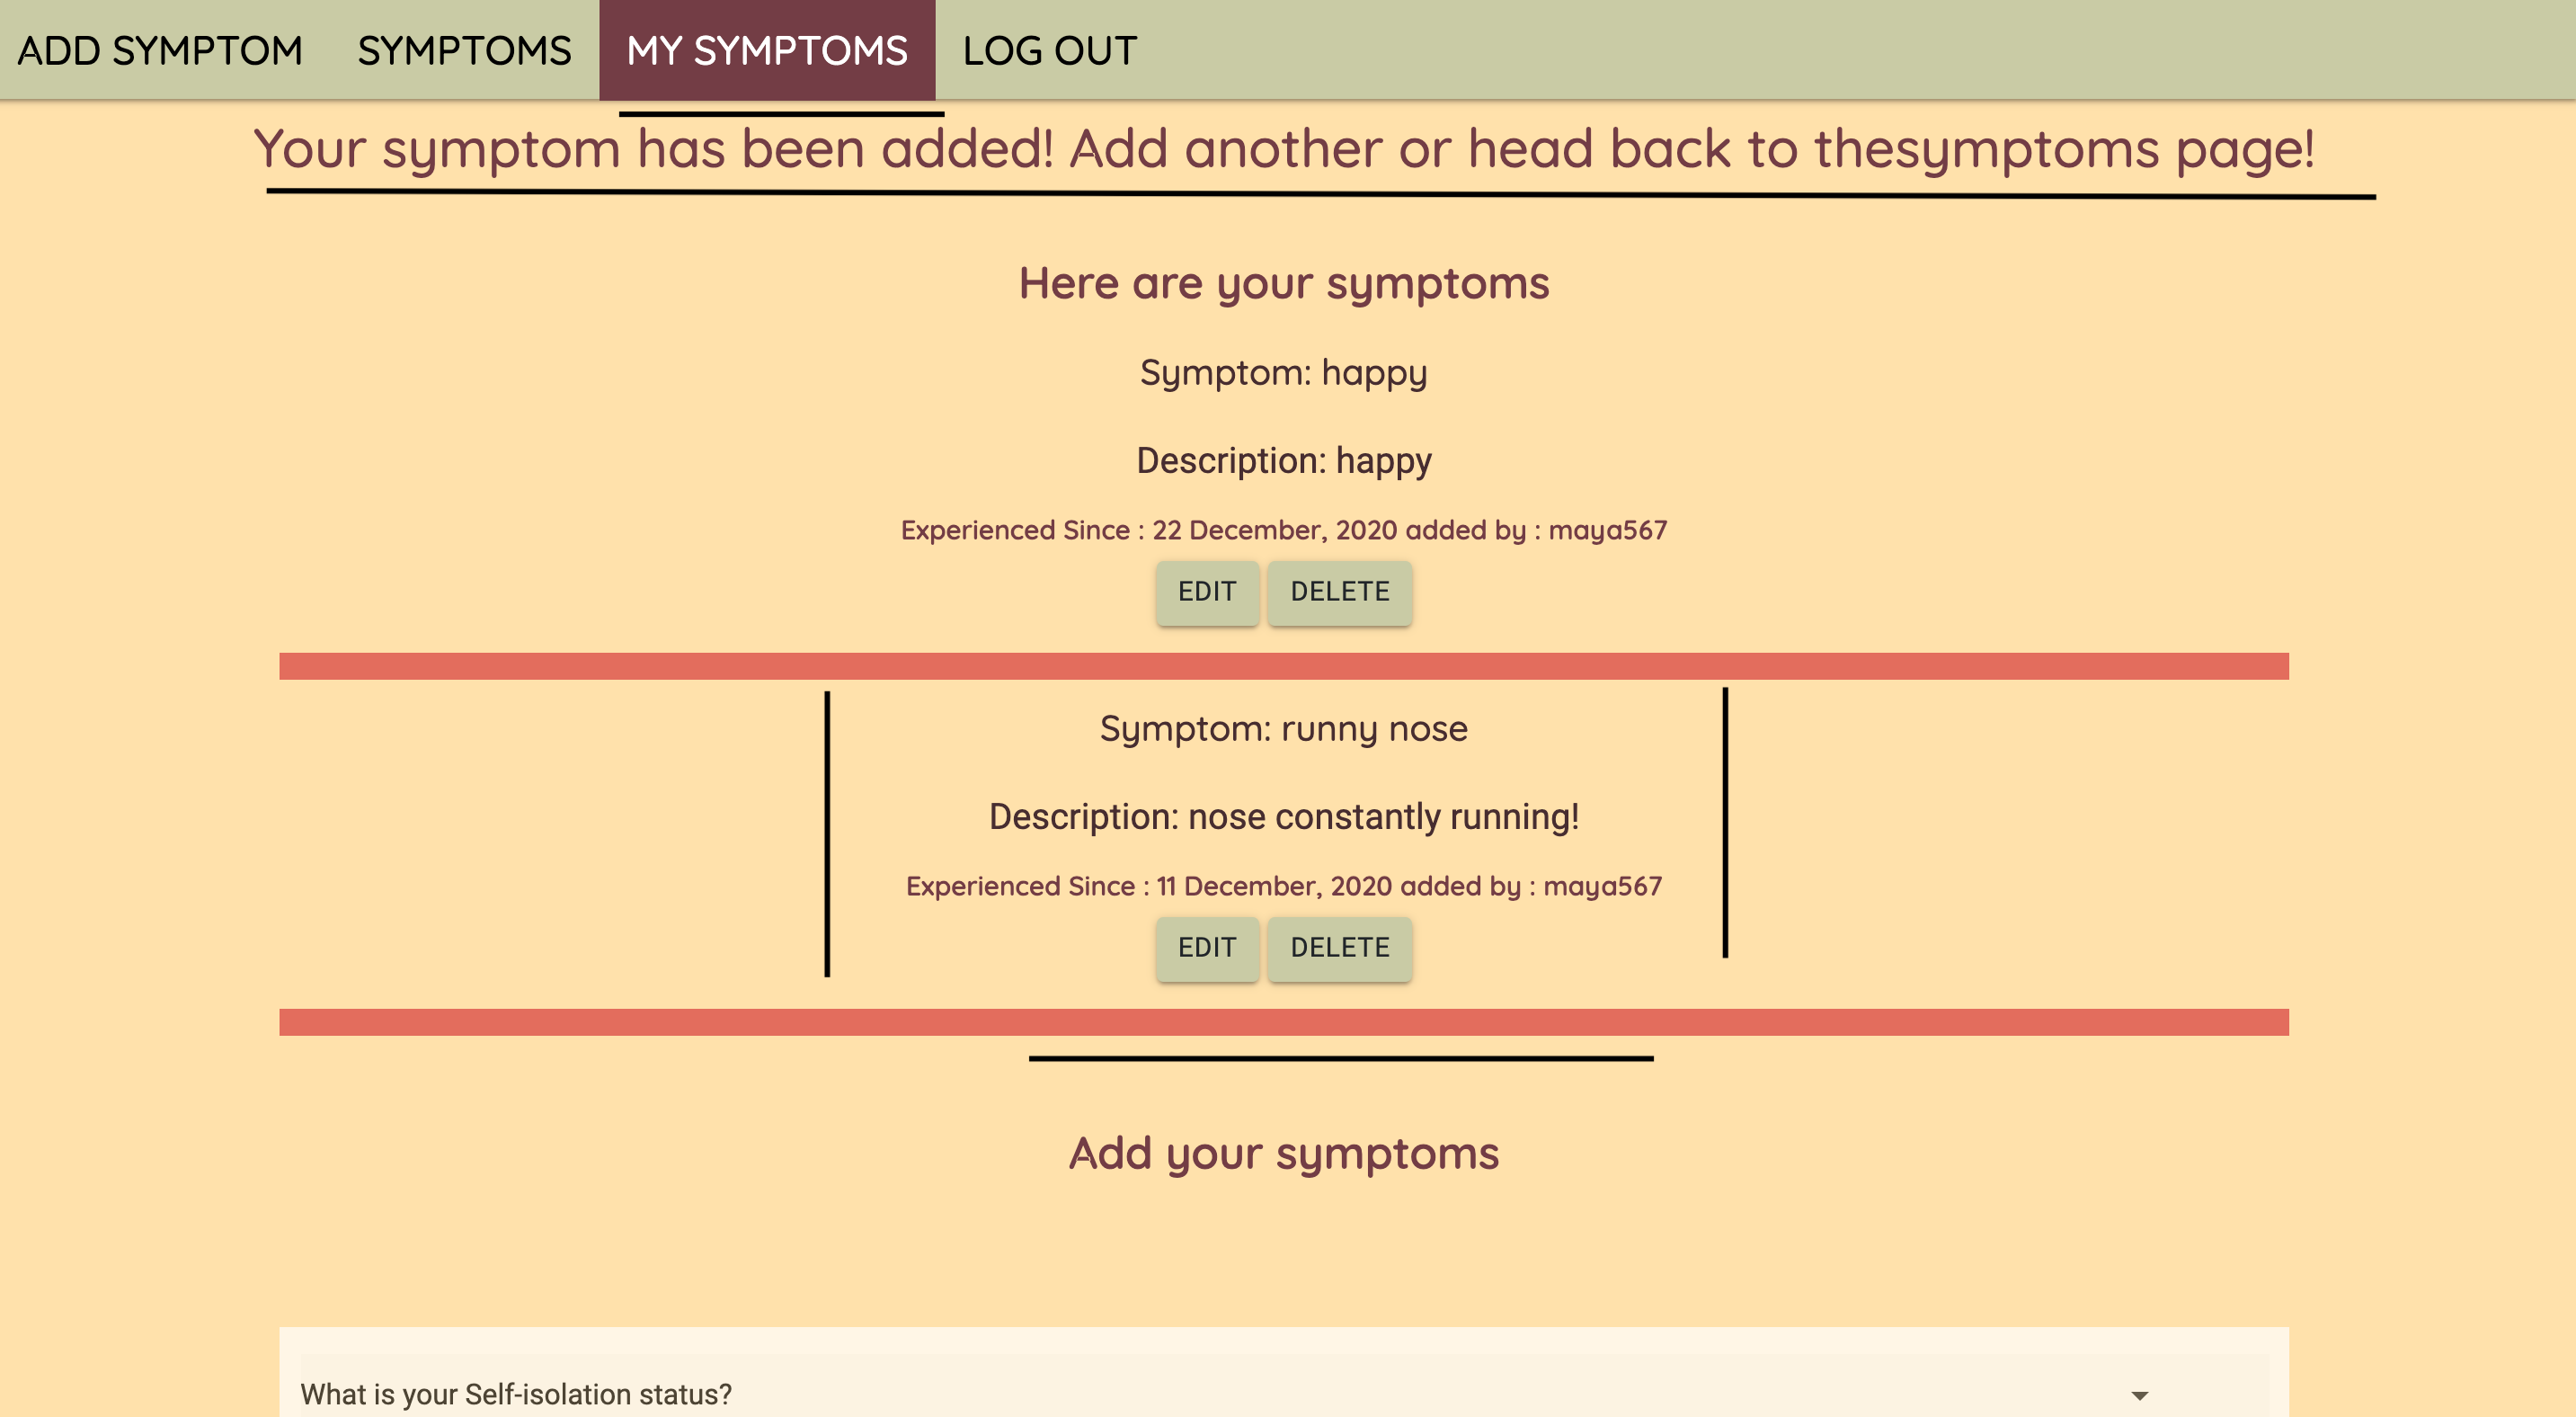 ADD SYMPTOM SYMPTOMS MY SYMPTOMS LOG OUT
Your symptom has been added! Add another or head back to thesymptoms page!
Here are your symptoms
Symptom: happy
Description: happy
Experienced Since : 22 December, 2020 added by : maya567
EDIT DELETE
Symptom: runny nose
Description: nose constantly running!
Experienced Since : 11 December, 2020 added by : maya567
EDIT DELETE
Add your symptoms
What is your Self-isolation status?